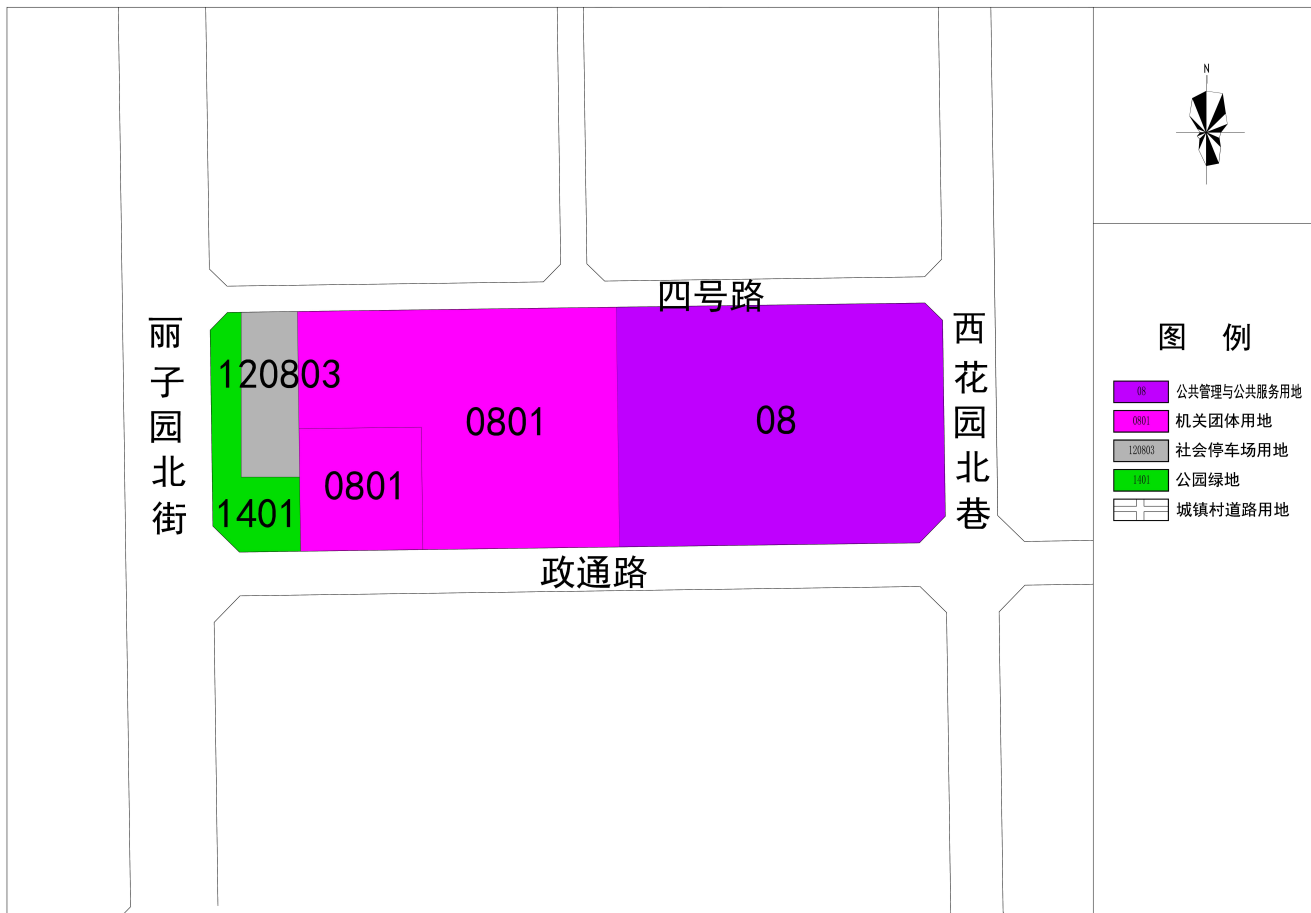 N
四号路
丽子园北街
西花园北巷
120803
0801
08
0801
1401
政通路
图 例
08 公共管理与公共服务用地
0801 机关团体用地
120803 社会停车场用地
1401 公园绿地
城镇村道路用地